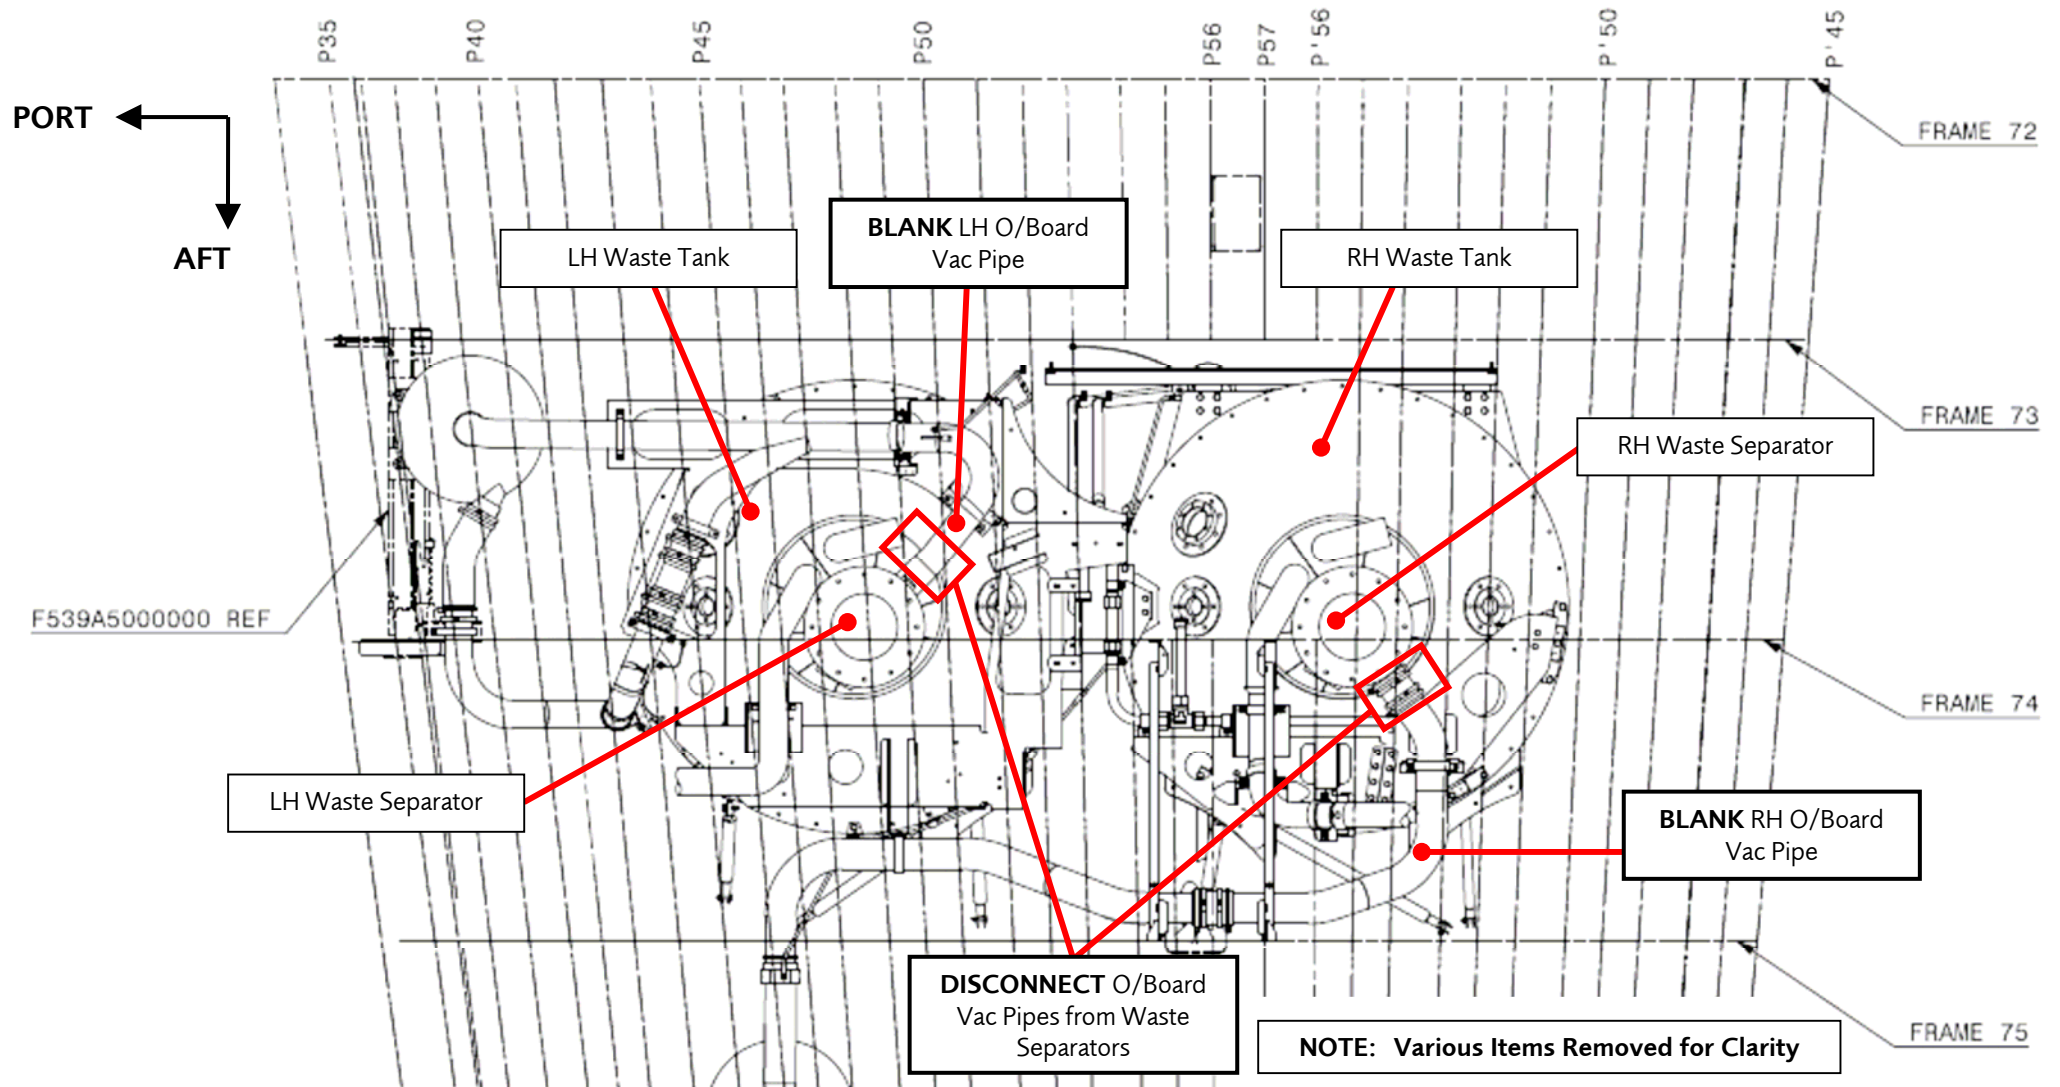 P35
P40
P45
P50
P56
P57
P'56
P'50
P'45
PORT
AFT
FRAME 72
BLANK LH O/Board
Vac Pipe
LH Waste Tank
RH Waste Tank
FRAME 73
RH Waste Separator
F539A5000000 REF
FRAME 74
LH Waste Separator
BLANK RH O/Board
Vac Pipe
DISCONNECT O/Board
Vac Pipes from Waste
Separators
NOTE: Various Items Removed for Clarity
FRAME 75